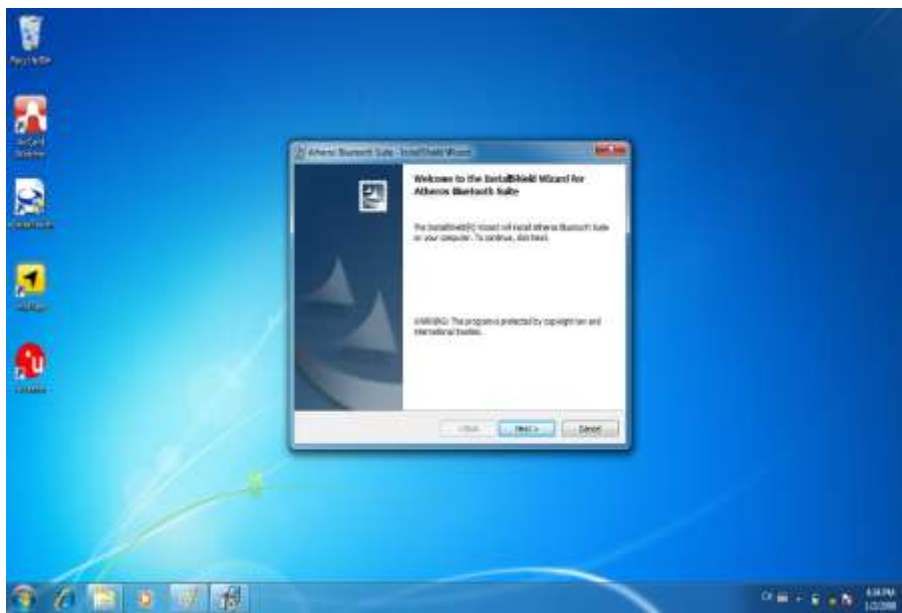 Atheros Bluetooth Suite - InstallShield Wizard
Welcome to the InstallShield Wizard for
Atheros Bluetooth Suite
The InstallShield(R) Wizard will install Atheros Bluetooth Suite
on your computer. To continue, click Next.
WARNING: This program is protected by copyright law and
international treaties.
< Back
Next >
Cancel
Recycle Bin